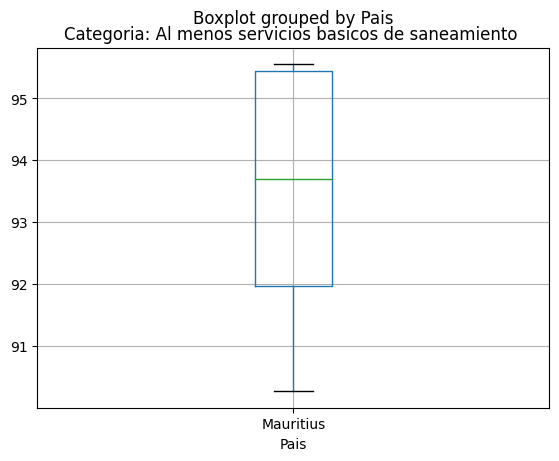 Boxplot grouped by Pais
Categoria: Al menos servicios basicos de saneamiento
95
94
93
92
91
Mauritius
Pais